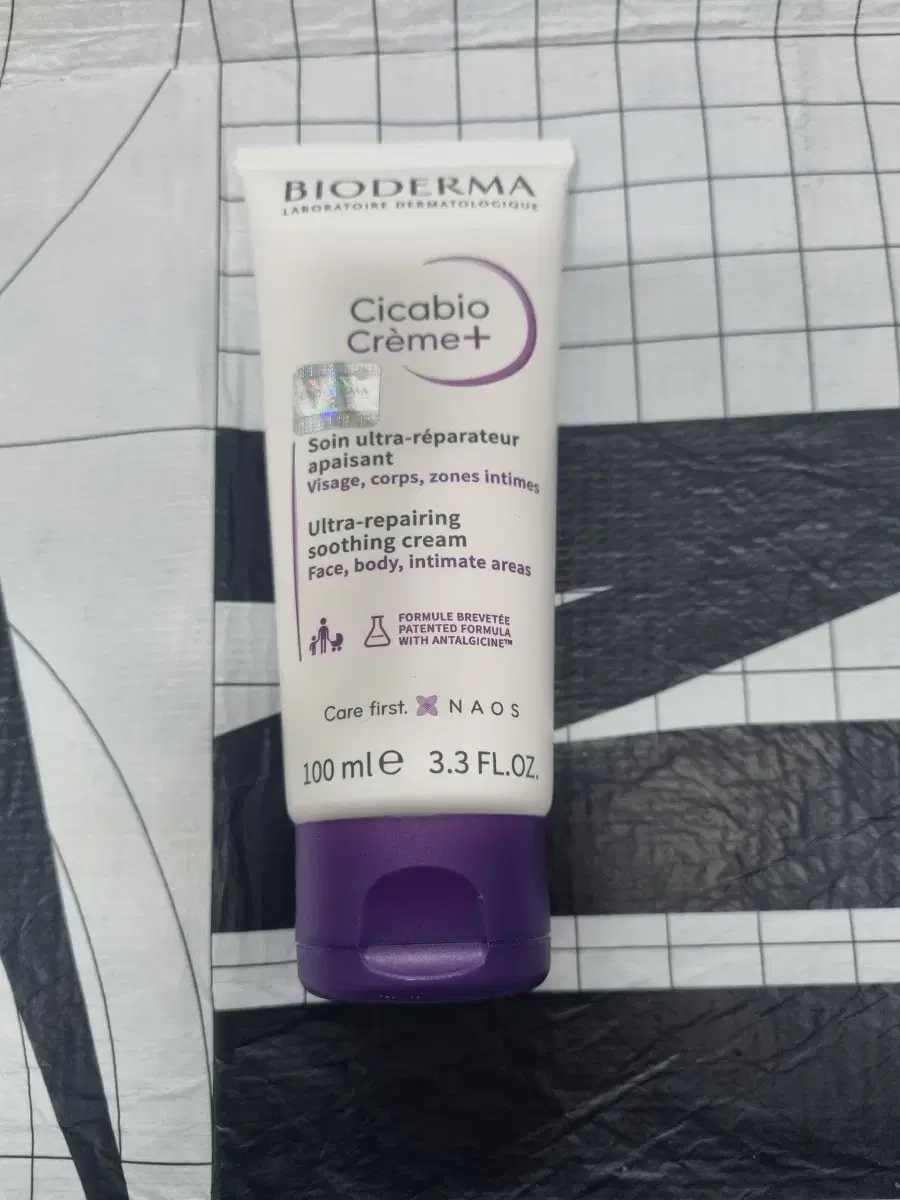 BIODERMA
LABORATOIRE DERMATOLOGIQUE
Cicabio
Crème+
Soin ultra-réparateur
apaisant
Visage, corps, zones intimes
Ultra-repairing
soothing cream
Face, body, intimate areas
FORMULE BREVETÉE
PATENTED FORMULA
WITH ANTALGICINE™
Care first. NAOS
100 ml ℮ 3.3 FL.OZ.